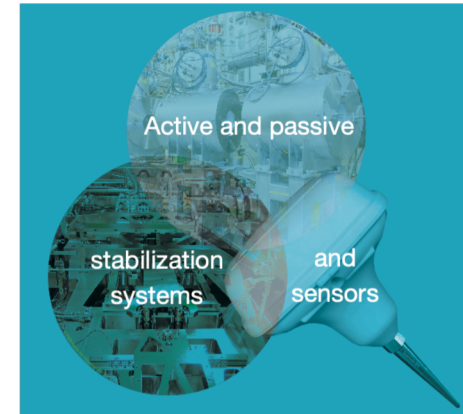 Active and passive
stabilization
systems
and
sensors